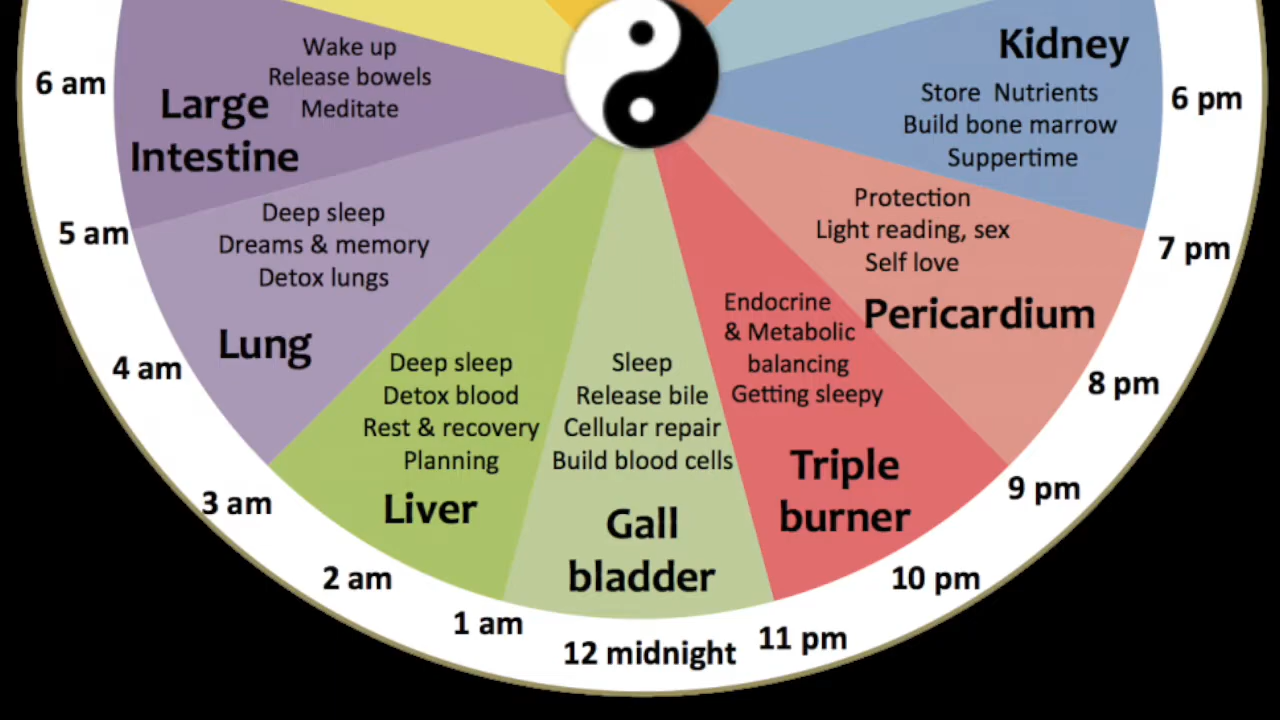 Wake up
Release bowels
Meditate
Large
Intestine
6 am
5 am
Deep sleep
Dreams & memory
Detox lungs
Lung
4 am
3 am
Deep sleep
Detox blood
Rest & recovery
Planning
Liver
2 am
1 am
Sleep
Release bile
Cellular repair
Build blood cells
Gall
bladder
12 midnight
11 pm
Endocrine
& Metabolic
balancing
Getting sleepy
Triple
burner
10 pm
9 pm
Protection
Light reading, sex
Self love
Pericardium
8 pm
7 pm
Kidney
Store  Nutrients
Build bone marrow
Suppertime
6 pm